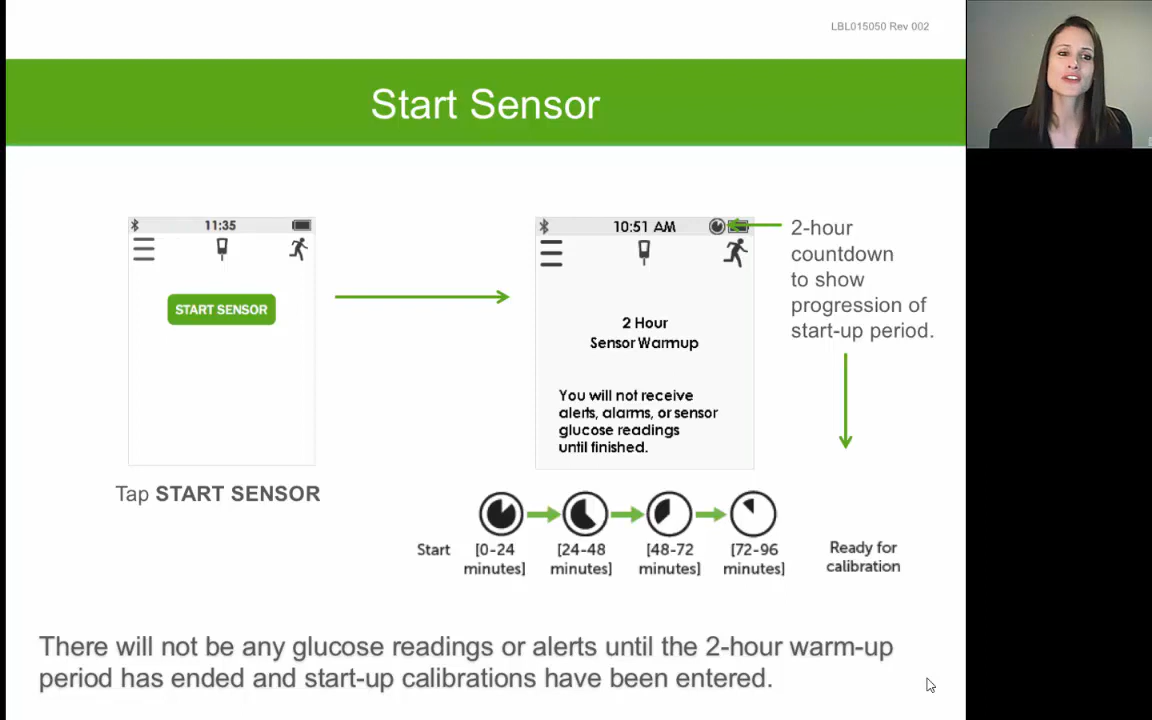 LBL015050 Rev 002
Start Sensor
11:35
START SENSOR
Tap START SENSOR
10:51 AM
2 Hour
Sensor Warmup
You will not receive
alerts, alarms, or sensor
glucose readings
until finished.
2-hour
countdown
to show
progression of
start-up period.
Start
[0-24
minutes]
[24-48
minutes]
[48-72
minutes]
[72-96
minutes]
Ready for
calibration
There will not be any glucose readings or alerts until the 2-hour warm-up
period has ended and start-up calibrations have been entered.